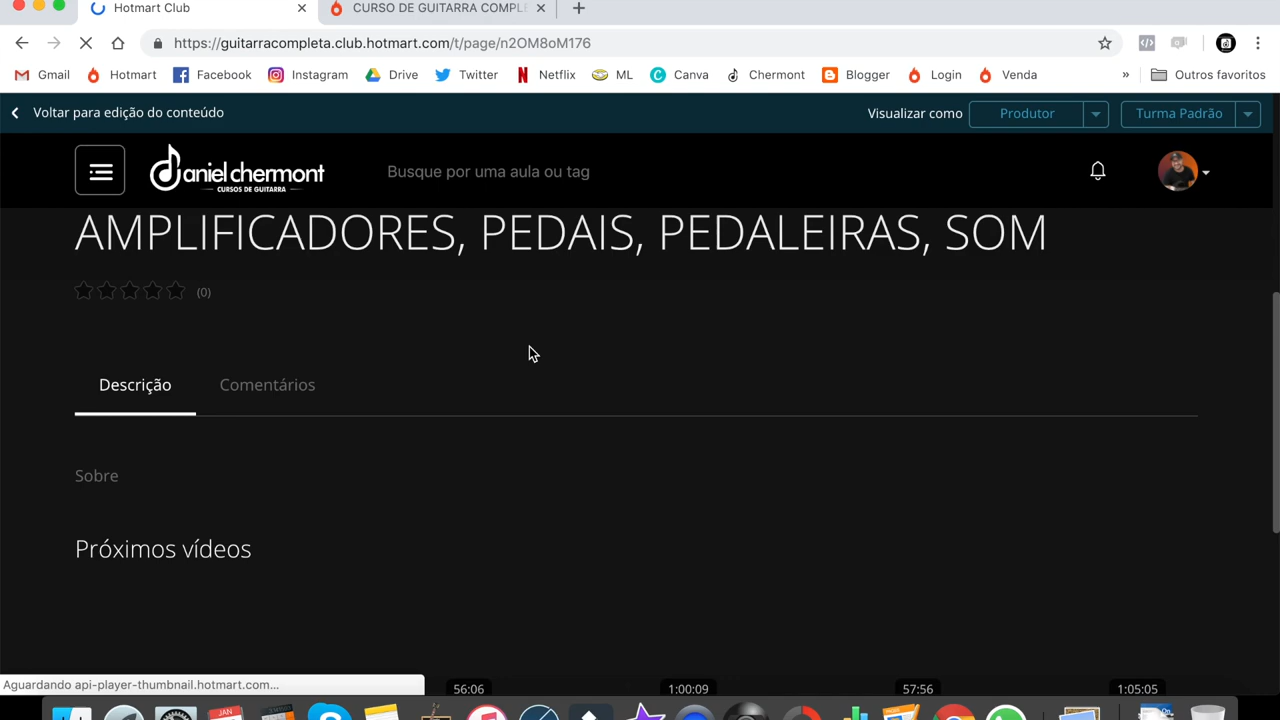 Hotmart Club
CURSO DE GUITARRA COMPLE
https://guitarracompleta.club.hotmart.com/t/page/n2OM8oM176
Gmail Hotmart Facebook Instagram Drive Twitter Netflix ML Canva Chermont Blogger Login Venda » Outros favoritos
Voltar para edição do conteúdo Visualizar como Produtor Turma Padrão
Daniel chermont
CURSOS DE GUITARRA
Busque por uma aula ou tag
AMPLIFICADORES, PEDAIS, PEDALEIRAS, SOM
(0)
Descrição Comentários
Sobre
Próximos vídeos
Aguardando api-player-thumbnail.hotmart.com...
56:06 1:00:09 57:56 1:05:05
JAN